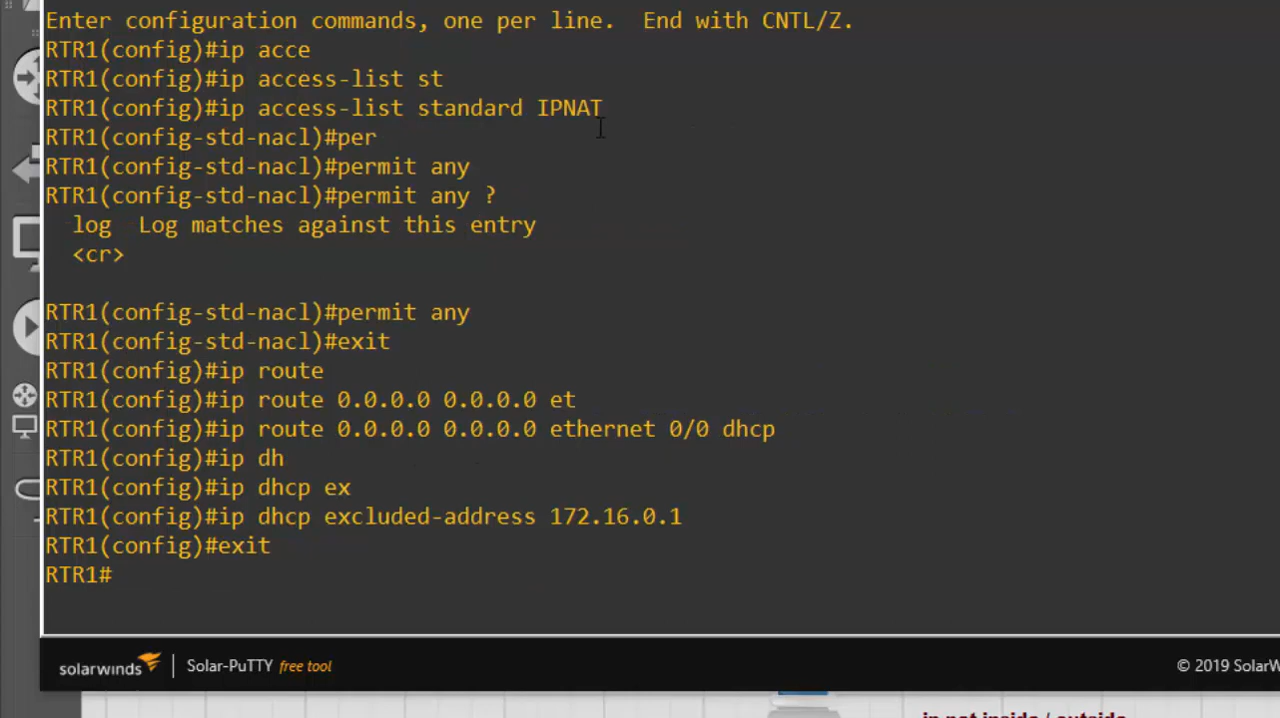 Enter configuration commands, one per line.  End with CNTL/Z.
RTR1(config)#ip acce
RTR1(config)#ip access-list st
RTR1(config)#ip access-list standard IPNAT
RTR1(config-std-nacl)#per
RTR1(config-std-nacl)#permit any
RTR1(config-std-nacl)#permit any ?
  log  Log matches against this entry
  <cr>
RTR1(config-std-nacl)#permit any
RTR1(config-std-nacl)#exit
RTR1(config)#ip route
RTR1(config)#ip route 0.0.0.0 0.0.0.0 et
RTR1(config)#ip route 0.0.0.0 0.0.0.0 ethernet 0/0 dhcp
RTR1(config)#ip dh
RTR1(config)#ip dhcp ex
RTR1(config)#ip dhcp excluded-address 172.16.0.1
RTR1(config)#exit
RTR1#
solarwinds | Solar-PuTTY free tool © 2019 SolarW
inside / outside